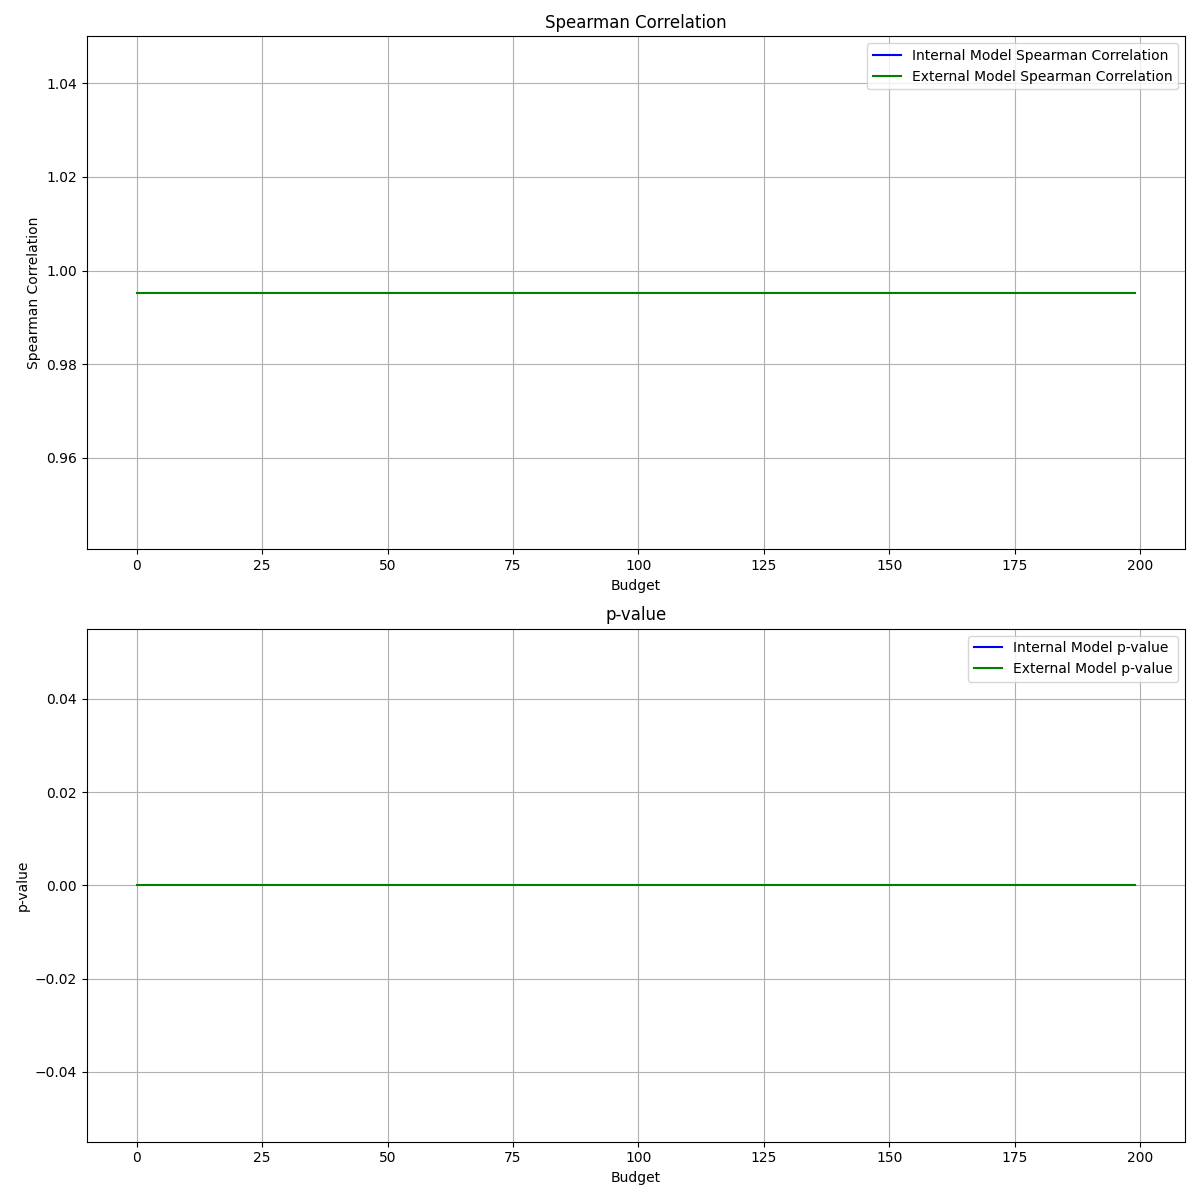 Spearman Correlation
Internal Model Spearman Correlation
External Model Spearman Correlation
1.04
1.02
1.00
0.98
0.96
Spearman Correlation
0
25
50
75
100
125
150
175
200
Budget
p-value
Internal Model p-value
External Model p-value
0.04
0.02
0.00
−0.02
−0.04
p-value
0
25
50
75
100
125
150
175
200
Budget